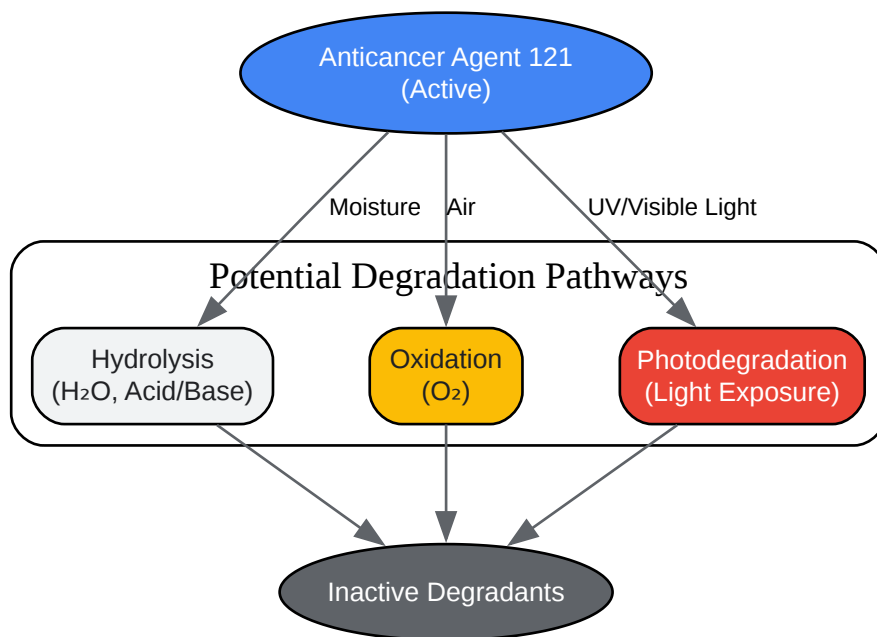 Anticancer Agent 121
(Active)
Moisture
Air
UV/Visible Light
Potential Degradation Pathways
Hydrolysis
(H₂O, Acid/Base)
Oxidation
(O₂)
Photodegradation
(Light Exposure)
Inactive Degradants